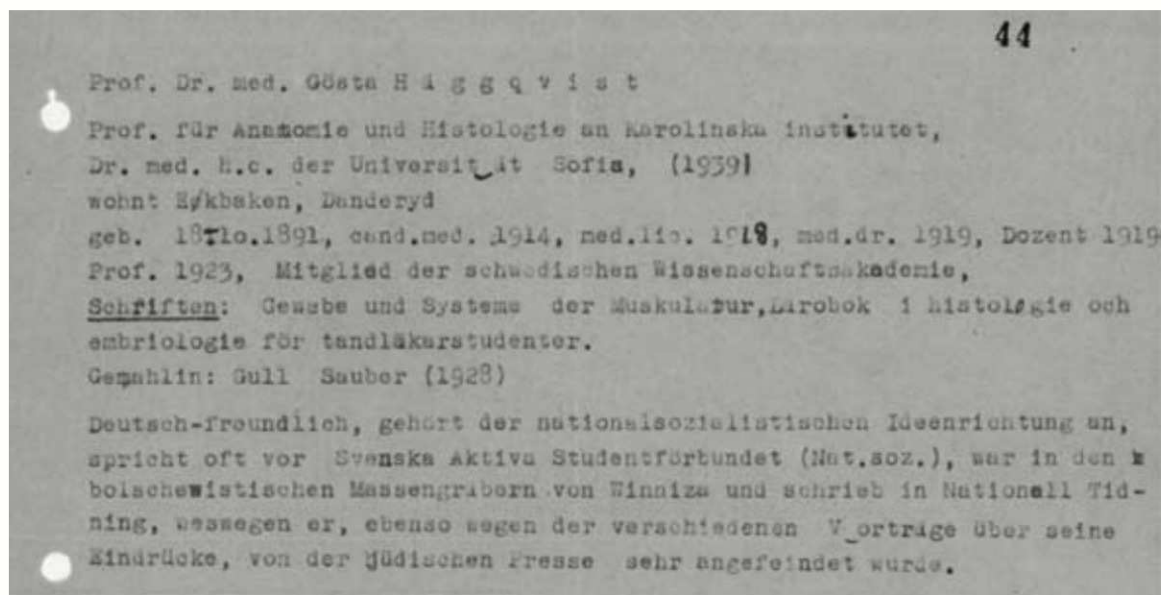 44
Prof. Dr. med. Gösta H ä g g q v i s t
Prof. für Anatomie und Histologie an Karolinska institutet,
Dr. med. h.c. der Universität Sofia, (1939)
wohnt Ekbaken, Danderyd
geb. 18.10.1891, cand.med. 1914, med.lic. 1918, med.dr. 1919, Dozent 1919
Prof. 1923, Mitglied der schwedischen Wissenschaftsakademie,
Schriften: Gewebe und Systeme der Muskulatur, Lärobok i histologie och
embriologie för tandläkarstudenter.
Gemahlin: Gull Sauber (1928)
Deutsch-freundlich, gehört der nationalsozialistischen Ideenrichtung an,
spricht oft vor Svenska Aktiva Studentförbundet (Nat.soz.), war in den
bolschewistischen Massengräbern von Winniza und schrieb in Nationell Tid-
ning, weswegen er, ebenso wegen der verschiedenen V orträge über seine
Eindrücke, von der jüdischen Presse sehr angefeindet wurde.